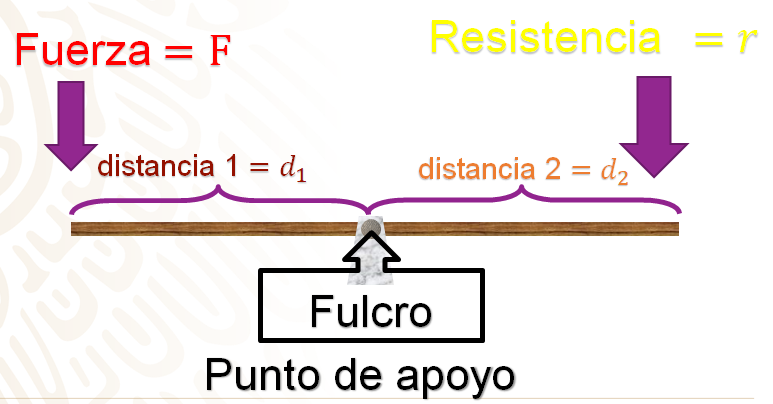 Fuerza = F
Resistencia = r
distancia 1 = d₁
distancia 2 = d₂
Fulcro
Punto de apoyo